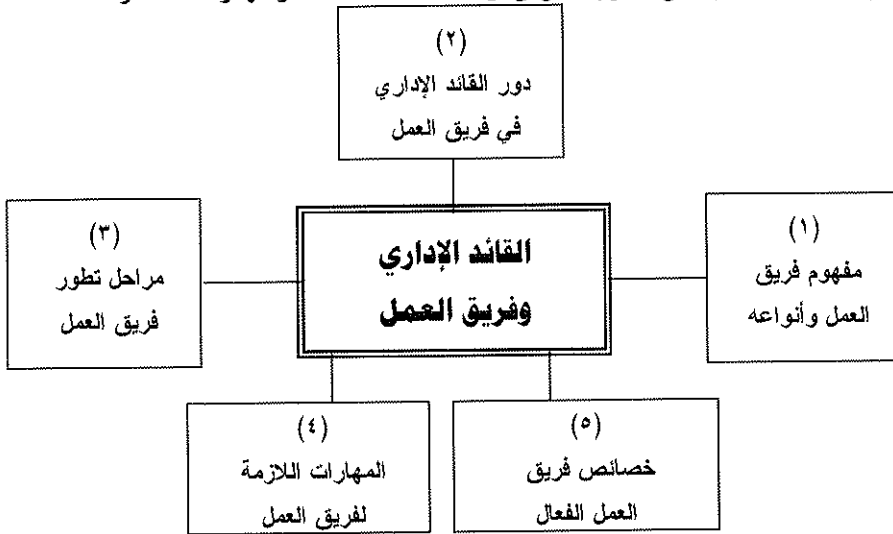 (٢)
دور القائد الإداري
في فريق العمل
القائد الإداري
وفريق العمل
(١)
مفهوم فريق
العمل وأنواعه
(٣)
مراحل تطور
فريق العمل
(٤)
المهارات اللازمة
لفريق العمل
(٥)
خصائص فريق
العمل الفعال